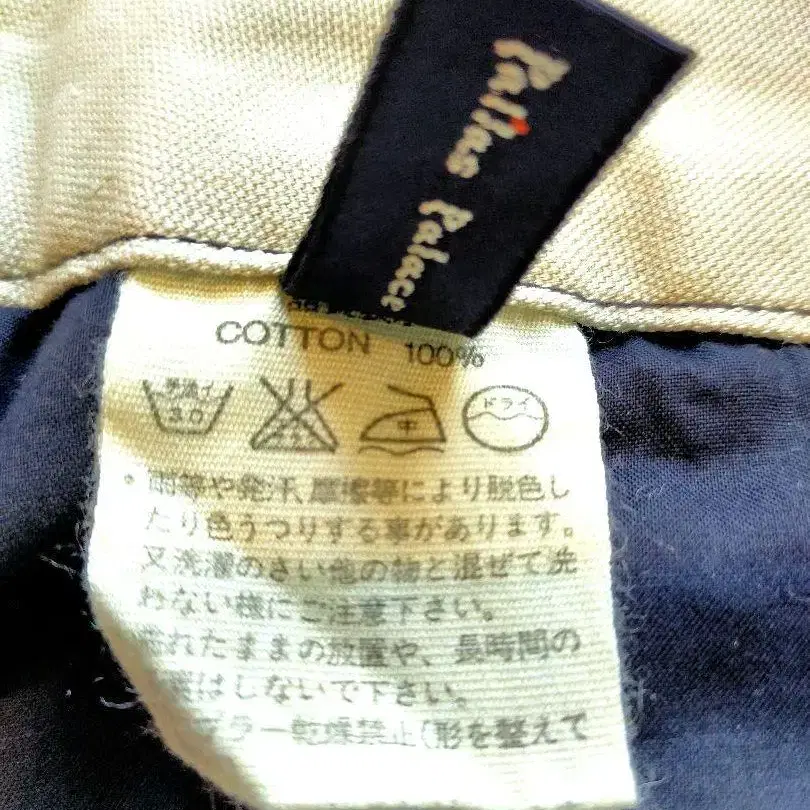 Pallas Palace
COTTON 100%
手洗イ
30
中
ドライ
・雨等や発汗、摩擦等により脱色し
たり色うつりする事があります。
又洗濯のさい他の物と混ぜて洗
わない様にご注意下さい。
れたままの放置や、長時間の
はしないで下さい。
ラー乾燥禁止(形を整えて